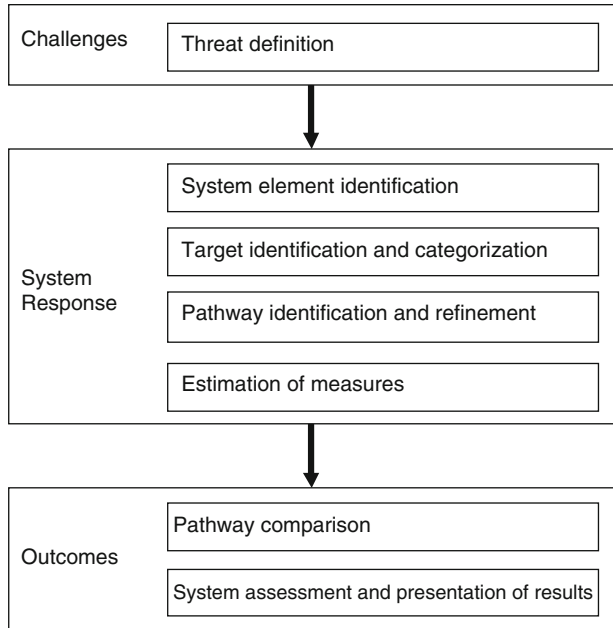 Challenges
Threat definition
System
Response
System element identification
Target identification and categorization
Pathway identification and refinement
Estimation of measures
Outcomes
Pathway comparison
System assessment and presentation of results